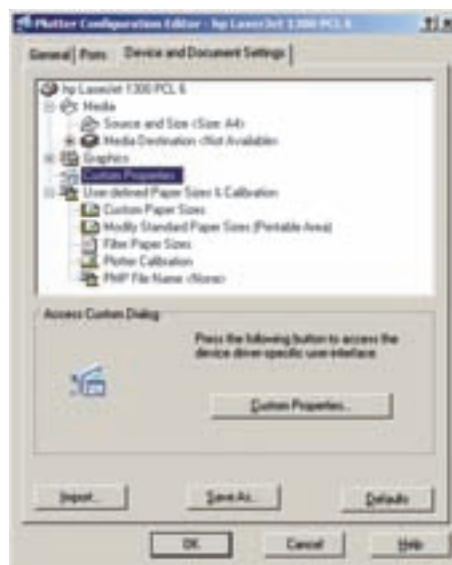 Plotter Configuration Editor - hp LaserJet 1300 PCL 6
General Ports Device and Document Settings
hp LaserJet 1300 PCL 6
Media
Source and Size <Size: A4>
Media Destination <Not Available>
Graphics
Custom Properties
User-defined Paper Sizes & Calibration
Custom Paper Sizes
Modify Standard Paper Sizes (Printable Area)
Filter Paper Sizes
Plotter Calibration
PMP File Name <None>
Access Custom Dialog
Press the following button to access the
device driver-specific user-interface.
Custom Properties...
Import...
Save As...
Defaults
OK
Cancel
Help